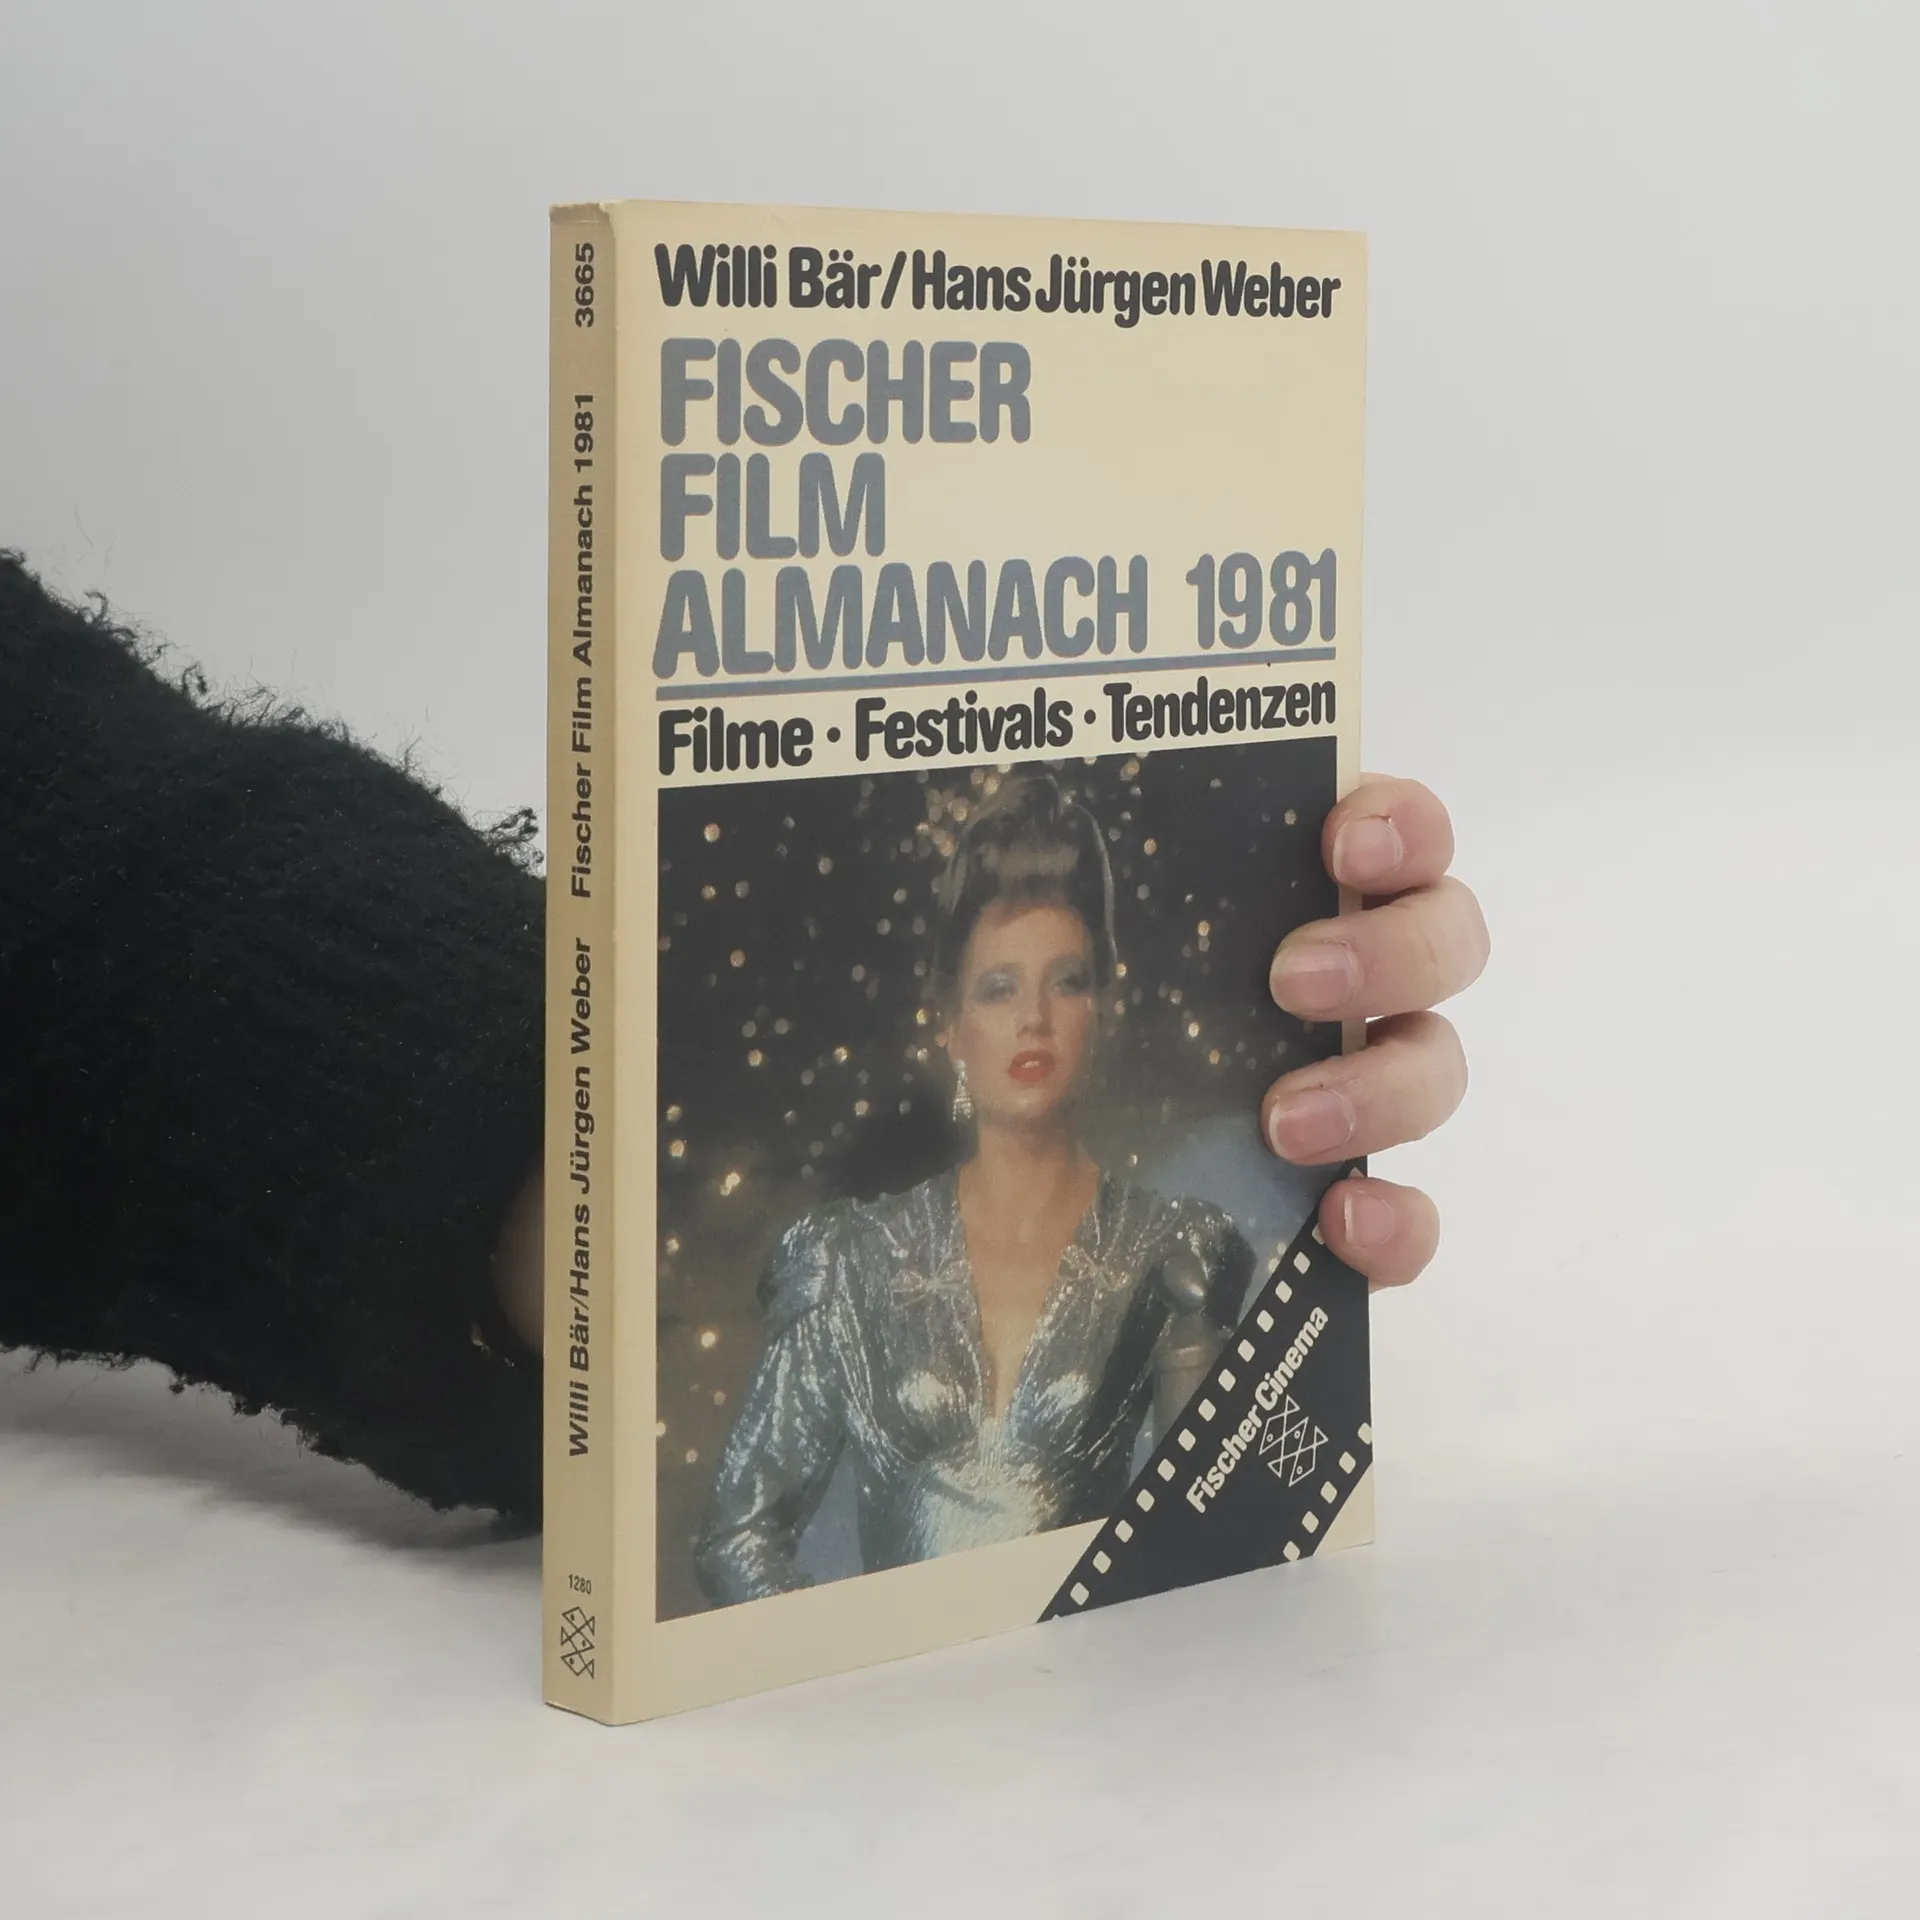 Willi Bär/Hans Jürgen Weber
FISCHER
FILM
ALMANACH 1981
Filme · Festivals · Tendenzen
Fischer Cinema
Willi Bär/Hans Jürgen Weber Fischer Film Almanach 1981 3665
1280